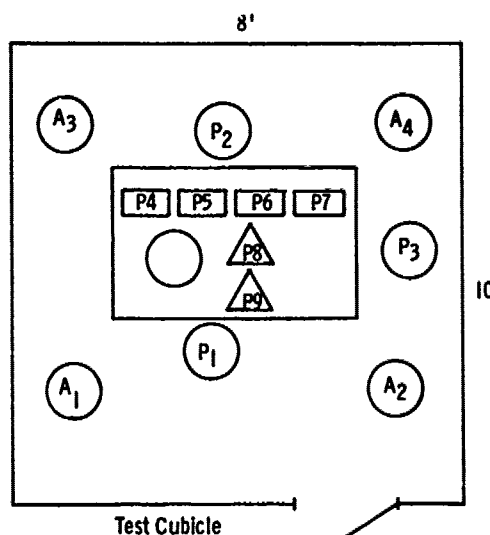 8'
A3
P2
A4
P4 P5 P6 P7
P8
P3
P9
10
P1
A1
A2
Test Cubicle